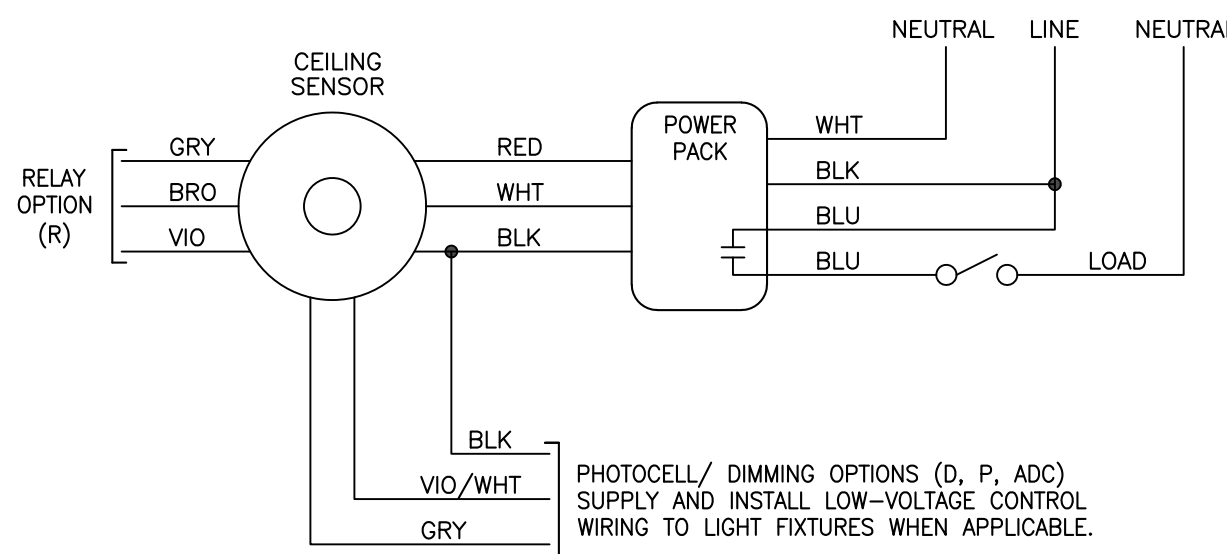 NEUTRAL LINE NEUTRAL
CEILING
SENSOR
POWER
PACK
WHT
BLK
BLU
BLU
LOAD
RED
WHT
BLK
RELAY
OPTION
(R)
GRY
BRO
VIO
BLK
VIO/WHT
GRY
PHOTOCELL/ DIMMING OPTIONS (D, P, ADC)
SUPPLY AND INSTALL LOW-VOLTAGE CONTROL
WIRING TO LIGHT FIXTURES WHEN APPLICABLE.